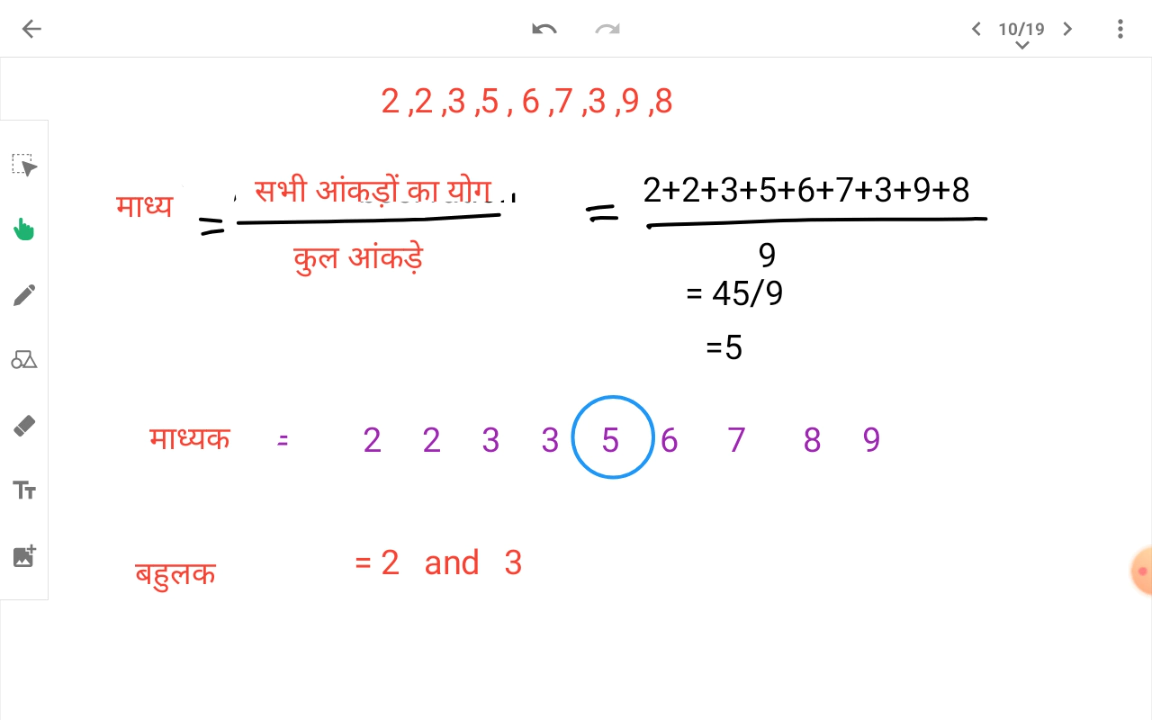 10/19
2 ,2 ,3 ,5 , 6 ,7 ,3 ,9 ,8
माध्य = सभी आंकड़ों का योग = 2+2+3+5+6+7+3+9+8
कुल आंकड़े 9
= 45/9
=5
माध्यक = 2 2 3 3 5 6 7 8 9
बहुलक = 2 and 3
Tт